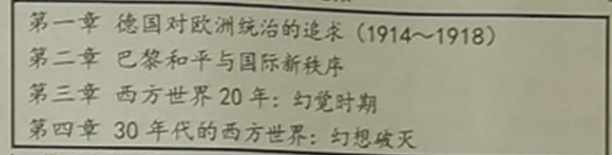 第一章 德国对欧洲统治的追求（1914～1918）
第二章 巴黎和平与国际新秩序
第三章 西方世界20年：幻觉时期
第四章 30年代的西方世界：幻想破灭